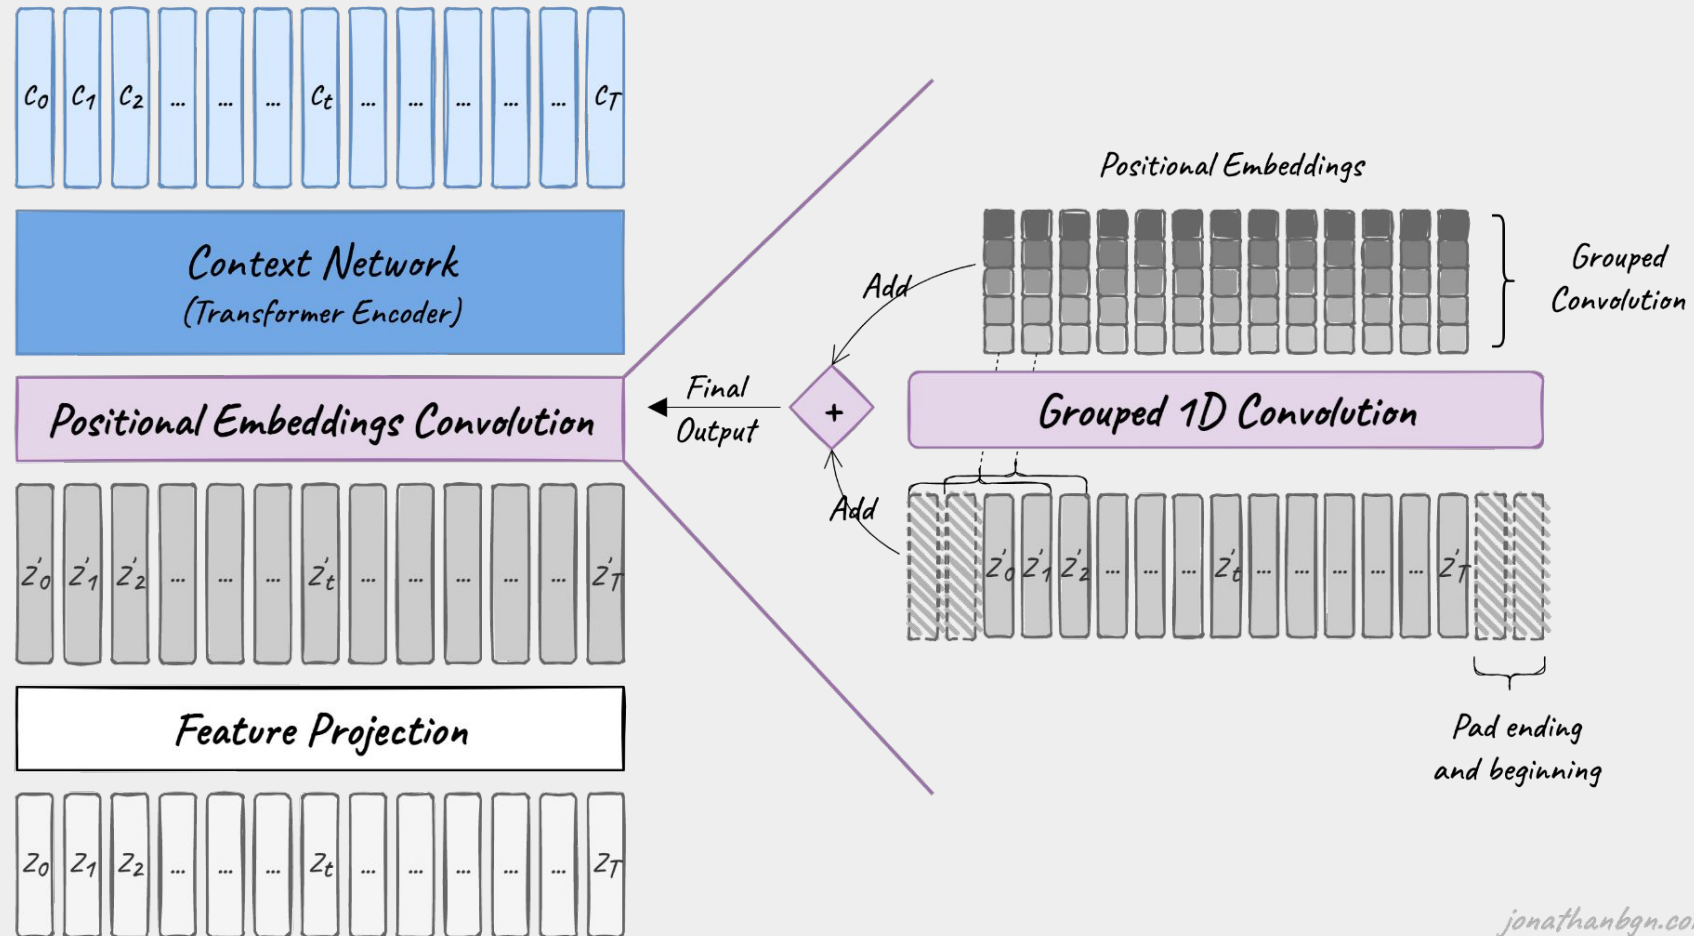 C0 C1 C2 ... ... ... Ct ... ... ... ... ... CT
Context Network
(Transformer Encoder)
Positional Embeddings Convolution
Z'0 Z'1 Z'2 ... ... ... Z't ... ... ... ... ... Z'T
Feature Projection
Z0 Z1 Z2 ... ... ... Zt ... ... ... ... ... ZT
Positional Embeddings
Grouped
Convolution
Add
Final
Output
+
Grouped 1D Convolution
Add
Z'0 Z'1 Z'2 ... ... ... Z't ... ... ... ... ... Z'T
Pad ending
and beginning
jonathanbgn.co